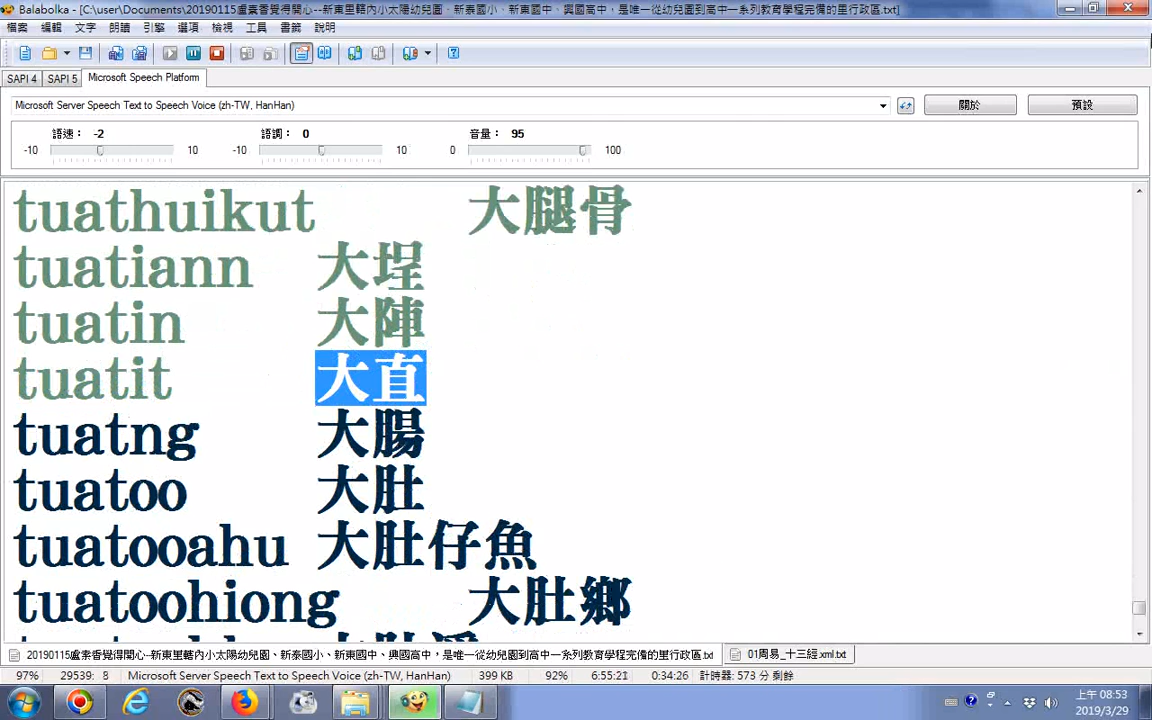 Balabolka - [C:\user\Documents\20190115盧素香覺得開心--新東里轄內小太陽幼兒園、新泰國小、新東國中、興國高中，是唯一從幼兒園到高中一系列教育學程完備的里行政區.txt]
檔案 編輯 文字 朗讀 引擎 選項 檢視 工具 書籤 說明
SAPI 4 SAPI 5 Microsoft Speech Platform
Microsoft Server Speech Text to Speech Voice (zh-TW, HanHan) 關於 預設
語速： -2 語調： 0 音量： 95
-10 10 -10 10 0 100
tuathuikut 大腿骨
tuatiann 大埕
tuatin 大陣
tuatit 大直
tuatng 大腸
tuatoo 大肚
tuatooahu 大肚仔魚
tuatoohiong 大肚鄉
20190115盧素香覺得開心--新東里轄內小太陽幼兒園、新泰國小、新東國中、興國高中，是唯一從幼兒園到高中一系列教育學程完備的里行政區.txt 01周易_十三經.xml.txt
97% 29539: 8 Microsoft Server Speech Text to Speech Voice (zh-TW, HanHan) 399 KB 92% 6:55:21 0:34:26 計時器: 573 分 剩餘
上午 08:53
2019/3/29